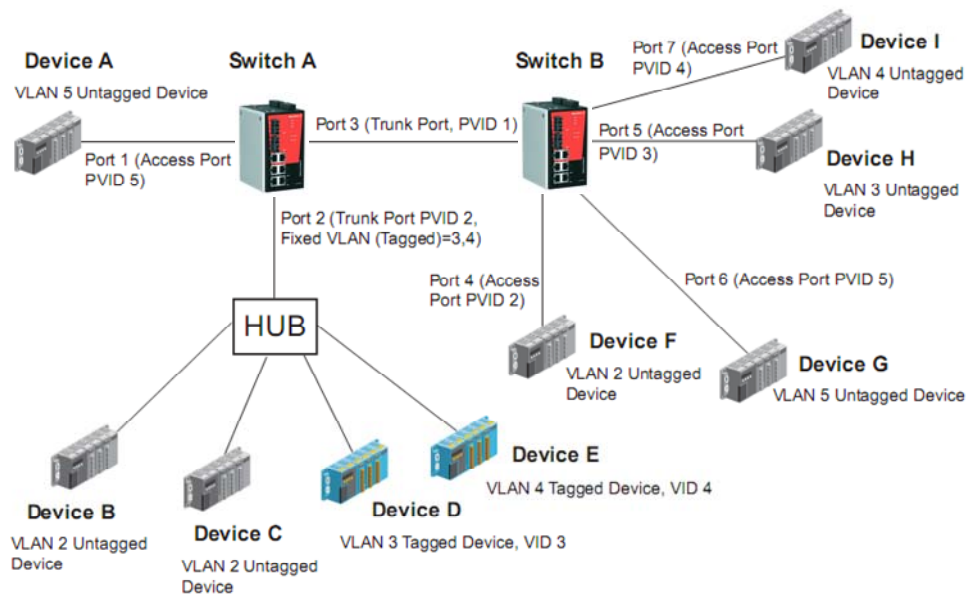 Device A
VLAN 5 Untagged Device
Switch A
Switch B
Port 7 (Access Port
PVID 4)
Device I
VLAN 4 Untagged
Device
Port 1 (Access Port
PVID 5)
Port 3 (Trunk Port, PVID 1)
Port 5 (Access Port
PVID 3)
Device H
VLAN 3 Untagged
Device
Port 2 (Trunk Port PVID 2,
Fixed VLAN (Tagged)=3,4)
Port 4 (Access
Port PVID 2)
Port 6 (Access Port PVID 5)
HUB
Device F
VLAN 2 Untagged
Device
Device G
VLAN 5 Untagged Device
Device E
VLAN 4 Tagged Device, VID 4
Device B
VLAN 2 Untagged
Device
Device C
VLAN 2 Untagged
Device
Device D
VLAN 3 Tagged Device, VID 3